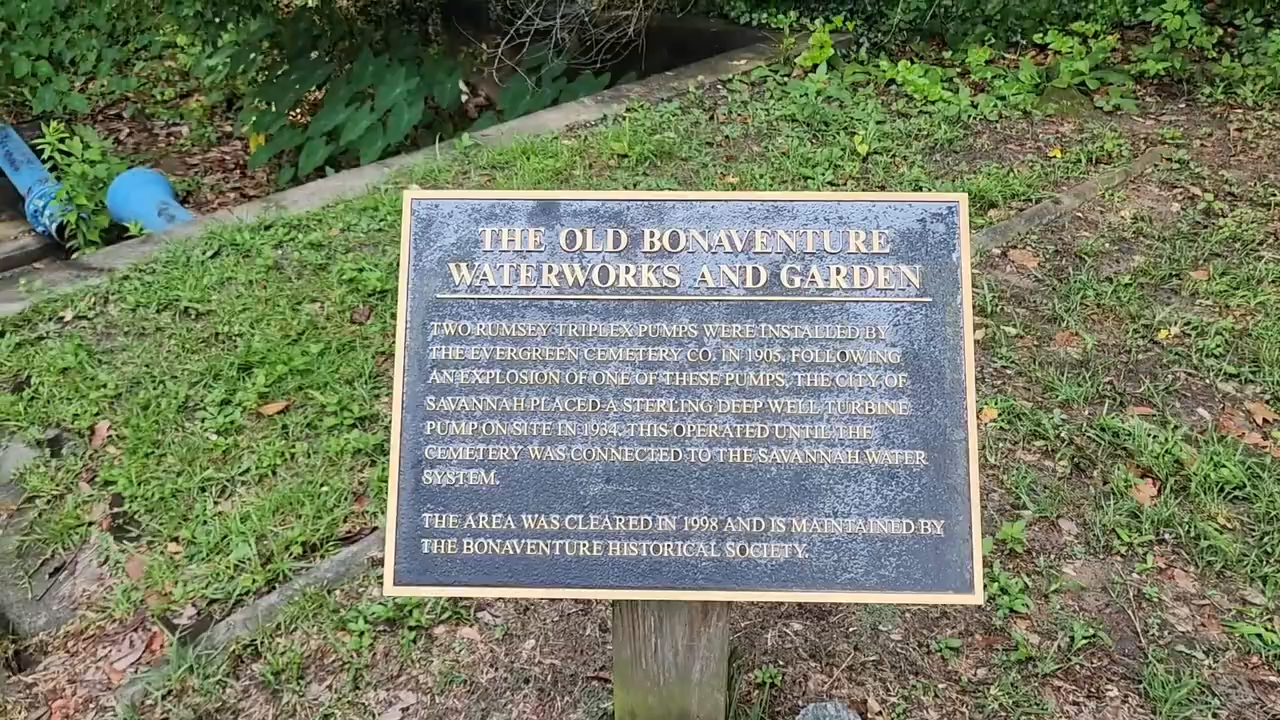 THE OLD BONAVENTURE
WATERWORKS AND GARDEN
TWO RUMSEY TRIPLEX PUMPS WERE INSTALLED BY
THE EVERGREEN CEMETERY CO. IN 1905. FOLLOWING
AN EXPLOSION OF ONE OF THESE PUMPS, THE CITY OF
SAVANNAH PLACED A STERLING DEEP WELL TURBINE
PUMP ON SITE IN 1934. THIS OPERATED UNTIL THE
CEMETERY WAS CONNECTED TO THE SAVANNAH WATER
SYSTEM.
THE AREA WAS CLEARED IN 1998 AND IS MAINTAINED BY
THE BONAVENTURE HISTORICAL SOCIETY.